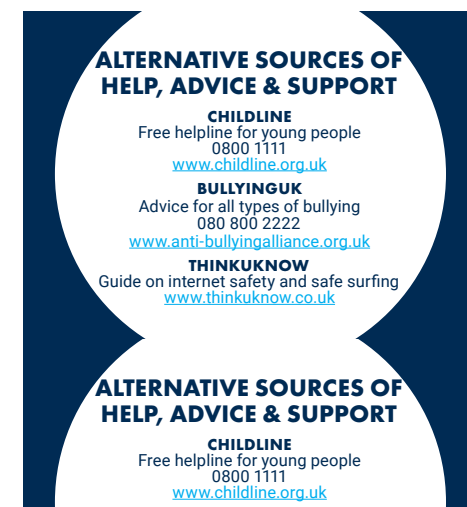 ALTERNATIVE SOURCES OF
HELP, ADVICE & SUPPORT
CHILDLINE
Free helpline for young people
0800 1111
www.childline.org.uk
BULLYINGUK
Advice for all types of bullying
080 800 2222
www.anti-bullyingalliance.org.uk
THINKUKNOW
Guide on internet safety and safe surfing
www.thinkuknow.co.uk
ALTERNATIVE SOURCES OF
HELP, ADVICE & SUPPORT
CHILDLINE
Free helpline for young people
0800 1111
www.childline.org.uk